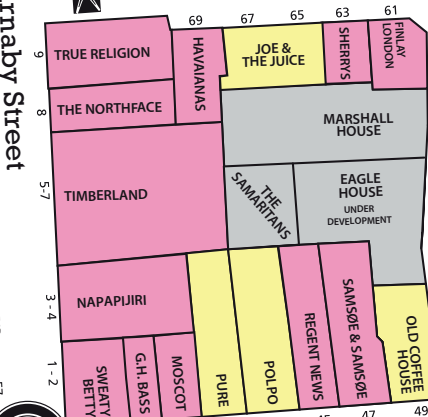 69
67
65
63
61
9
TRUE RELIGION
HAVAIANAS
JOE &
THE JUICE
SHERRYS
FINLAY
LONDON
8
THE NORTHFACE
MARSHALL
HOUSE
rnaby Street
5-7
TIMBERLAND
THE
SAMARITANS
EAGLE
HOUSE
UNDER
DEVELOPMENT
3 - 4
NAPAPIJRI
PURE
POLPO
REGENT NEWS
SAMSØE & SAMSØE
OLD COFFEE
HOUSE
1 - 2
SWEATY
BETTY
G.H. BASS
MOSCOT
47
49